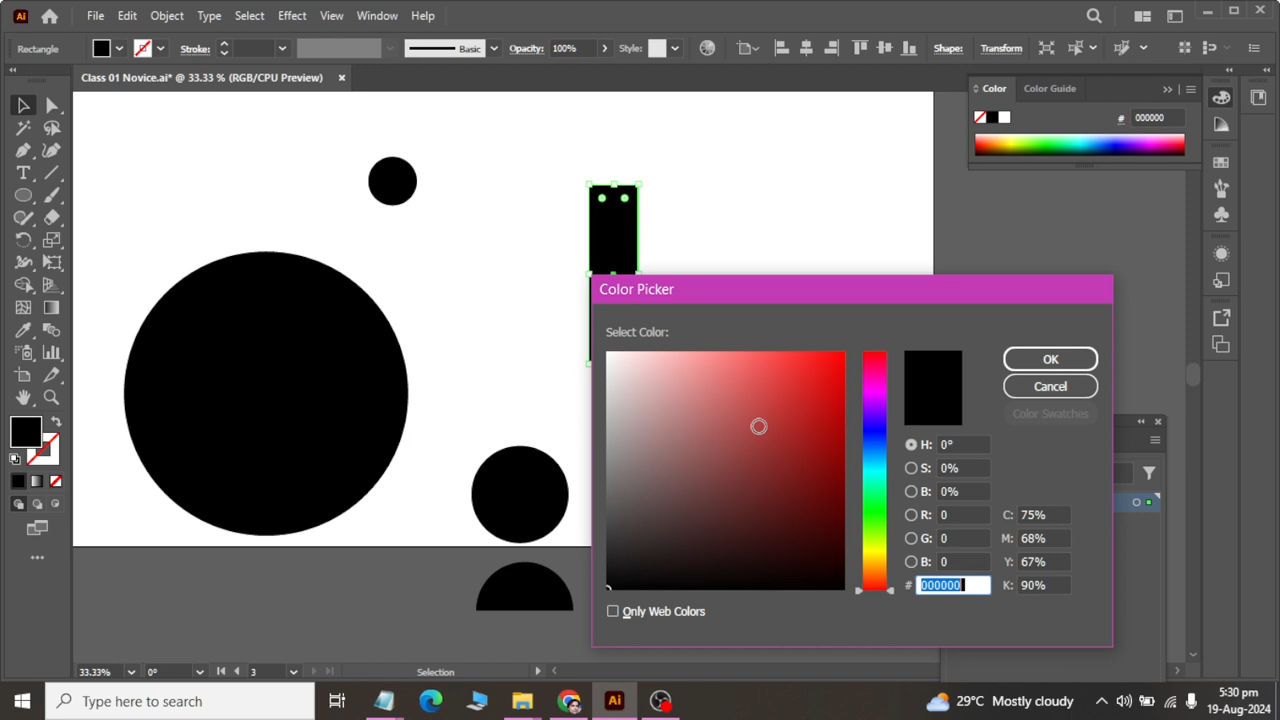 Ai File Edit Object Type Select Effect View Window Help
Rectangle Stroke: Basic Opacity: 100% Style: Shape: Transform
Class 01 Novice.ai* @ 33.33 % (RGB/CPU Preview)
Color Color Guide
# 000000
Color Picker
Select Color:
OK
Cancel
Color Swatches
H: 0°
S: 0%
B: 0%
R: 0 C: 75%
G: 0 M: 68%
B: 0 Y: 67%
# 000000 K: 90%
Only Web Colors
33.33% 0° 3 Selection
Type here to search
Ai
29°C Mostly cloudy
5:30 pm
19-Aug-2024